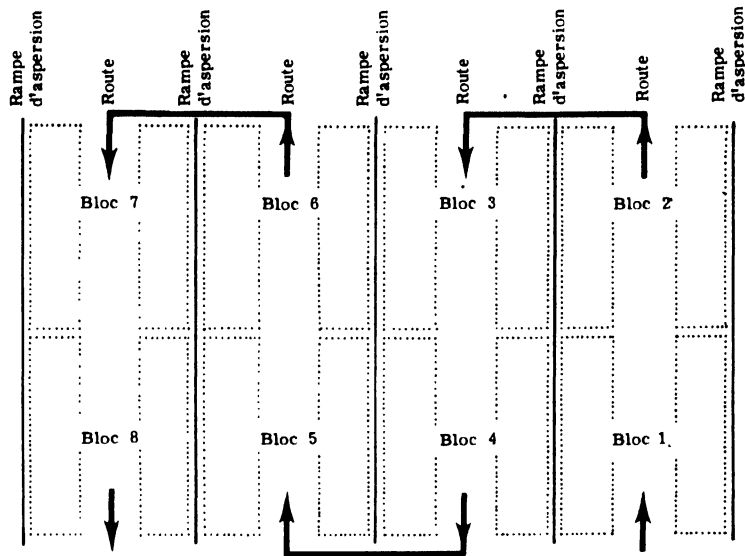 Rampe
d'aspersion
Route
Rampe
d'aspersion
Route
Rampe
d'aspersion
Route
Rampe
d'aspersion
Route
Rampe
d'aspersion
Bloc 7
Bloc 6
Bloc 3
Bloc 2
Bloc 8
Bloc 5
Bloc 4
Bloc 1